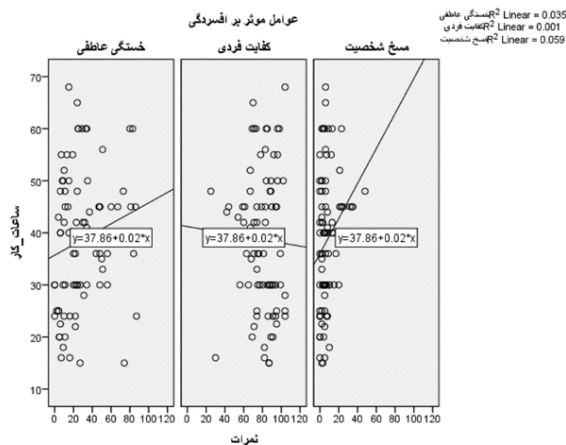 عوامل موثر بر افسردگی
خستگی عاطفی
کفایت فردی
مسخ شخصیت
خستگی عاطفی R² Linear = 0.035
کفایت فردی R² Linear = 0.001
مسخ شخصیت R² Linear = 0.059
ساعات_کار
70
60
50
40
30
20
10
y=37.86+0.02*x
y=37.86+0.02*x
y=37.86+0.02*x
0 20 40 60 80 100 120
0 20 40 60 80 100 120
0 20 40 60 80 100 120
نمرات